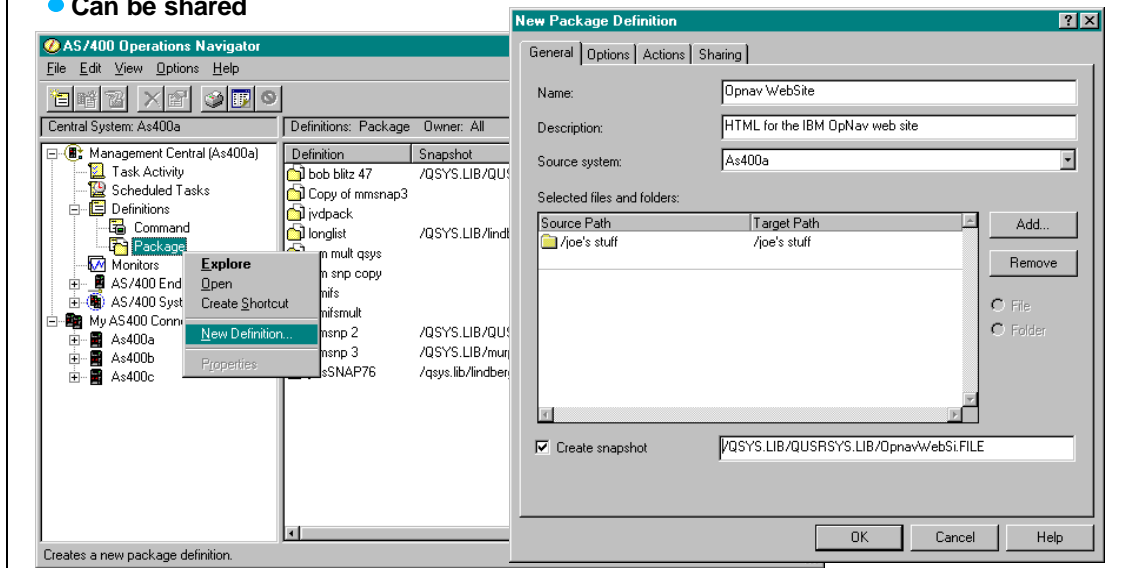 Can be shared
AS/400 Operations Navigator
File Edit View Options Help
Central System: As400a
Definitions: Package Owner: All
Management Central (As400a)
Task Activity
Scheduled Tasks
Definitions
Command
Package
Monitors
AS/400 End
AS/400 Syst
My AS400 Conn
As400a
As400b
As400c
Explore
Open
Create Shortcut
New Definition...
Properties
Definition Snapshot
bob blitz 47 /QSYS.LIB/QUS
Copy of mmsnap3
jvdpack
longlist /QSYS.LIB/lindb
m mult qsys
m snp copy
mifs
mifsmult
msnp 2 /QSYS.LIB/QUS
msnp 3
sSNAP76 /qsys.lib/lindber
Creates a new package definition.
New Package Definition
General Options Actions Sharing
Name: Opnav WebSite
Description: HTML for the IBM OpNav web site
Source system: As400a
Selected files and folders:
Source Path Target Path
/joe's stuff /joe's stuff
Add...
Remove
File
Folder
Create snapshot /QSYS.LIB/QUSRSYS.LIB/OpnavWebSi.FILE
OK Cancel Help